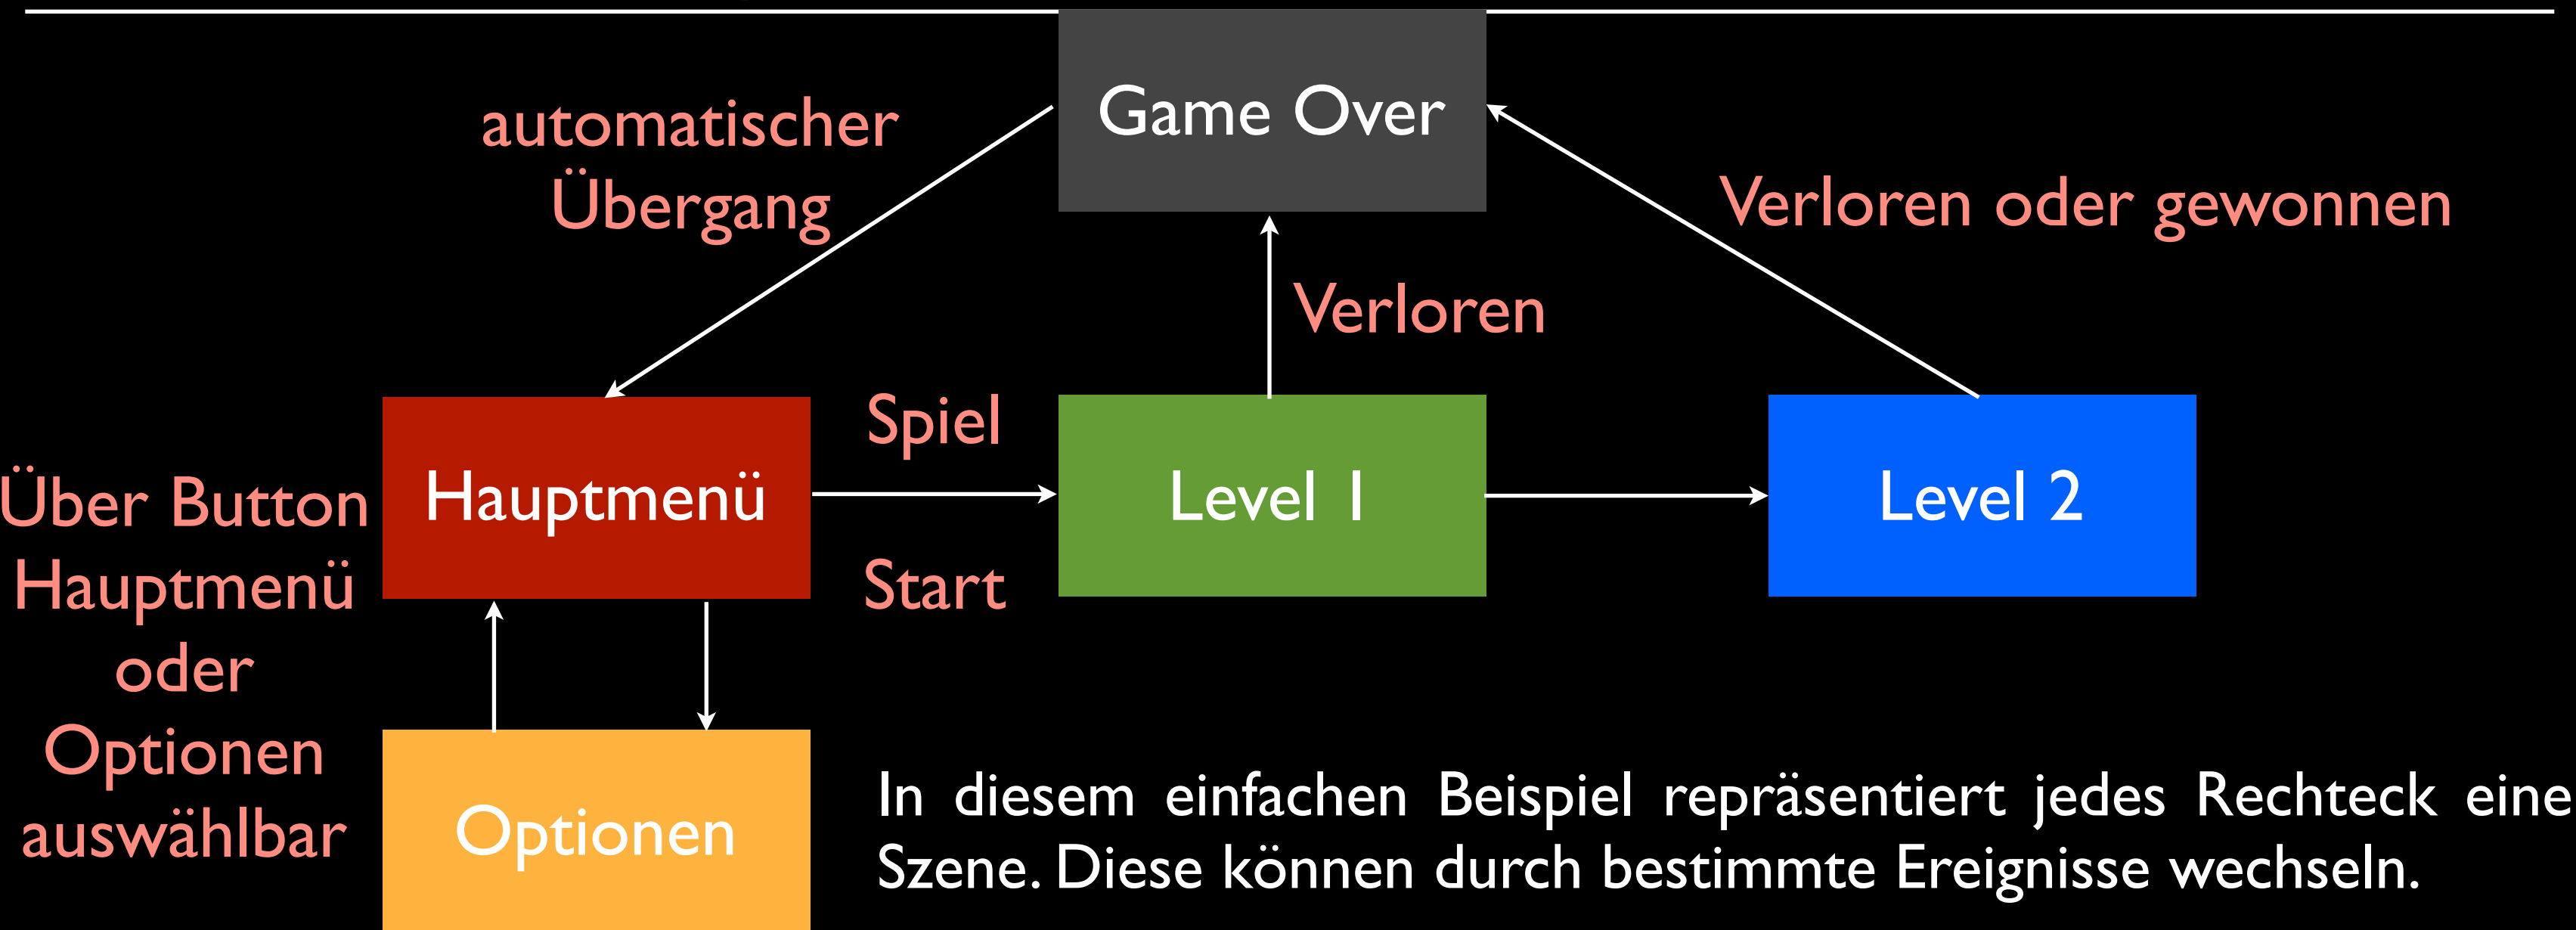 Game Over
automatischer
Übergang
Verloren oder gewonnen
Verloren
Spiel
Start
Hauptmenü
Level 1
Level 2
Über Button
Hauptmenü
oder
Optionen
auswählbar
Optionen
In diesem einfachen Beispiel repräsentiert jedes Rechteck eine
Szene. Diese können durch bestimmte Ereignisse wechseln.